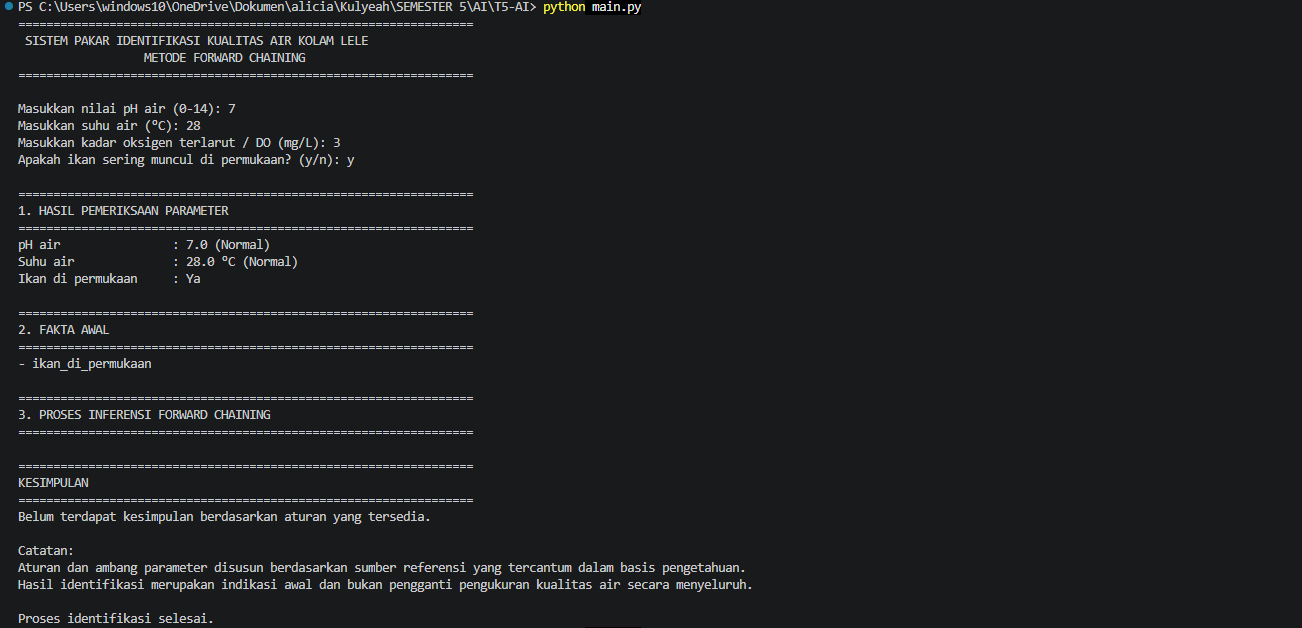 PS C:\Users\windows10\OneDrive\Dokumen\alicia\Kulyeah\SEMESTER 5\AI\T5-AI> python main.py
=================================================================
SISTEM PAKAR IDENTIFIKASI KUALITAS AIR KOLAM LELE
METODE FORWARD CHAINING
=================================================================
Masukkan nilai pH air (0-14): 7
Masukkan suhu air (°C): 28
Masukkan kadar oksigen terlarut / DO (mg/L): 3
Apakah ikan sering muncul di permukaan? (y/n): y
=================================================================
1. HASIL PEMERIKSAAN PARAMETER
=================================================================
pH air : 7.0 (Normal)
Suhu air : 28.0 °C (Normal)
Ikan di permukaan : Ya
=================================================================
2. FAKTA AWAL
=================================================================
- ikan_di_permukaan
=================================================================
3. PROSES INFERENSI FORWARD CHAINING
=================================================================
=================================================================
KESIMPULAN
=================================================================
Belum terdapat kesimpulan berdasarkan aturan yang tersedia.
Catatan:
Aturan dan ambang parameter disusun berdasarkan sumber referensi yang tercantum dalam basis pengetahuan.
Hasil identifikasi merupakan indikasi awal dan bukan pengganti pengukuran kualitas air secara menyeluruh.
Proses identifikasi selesai.